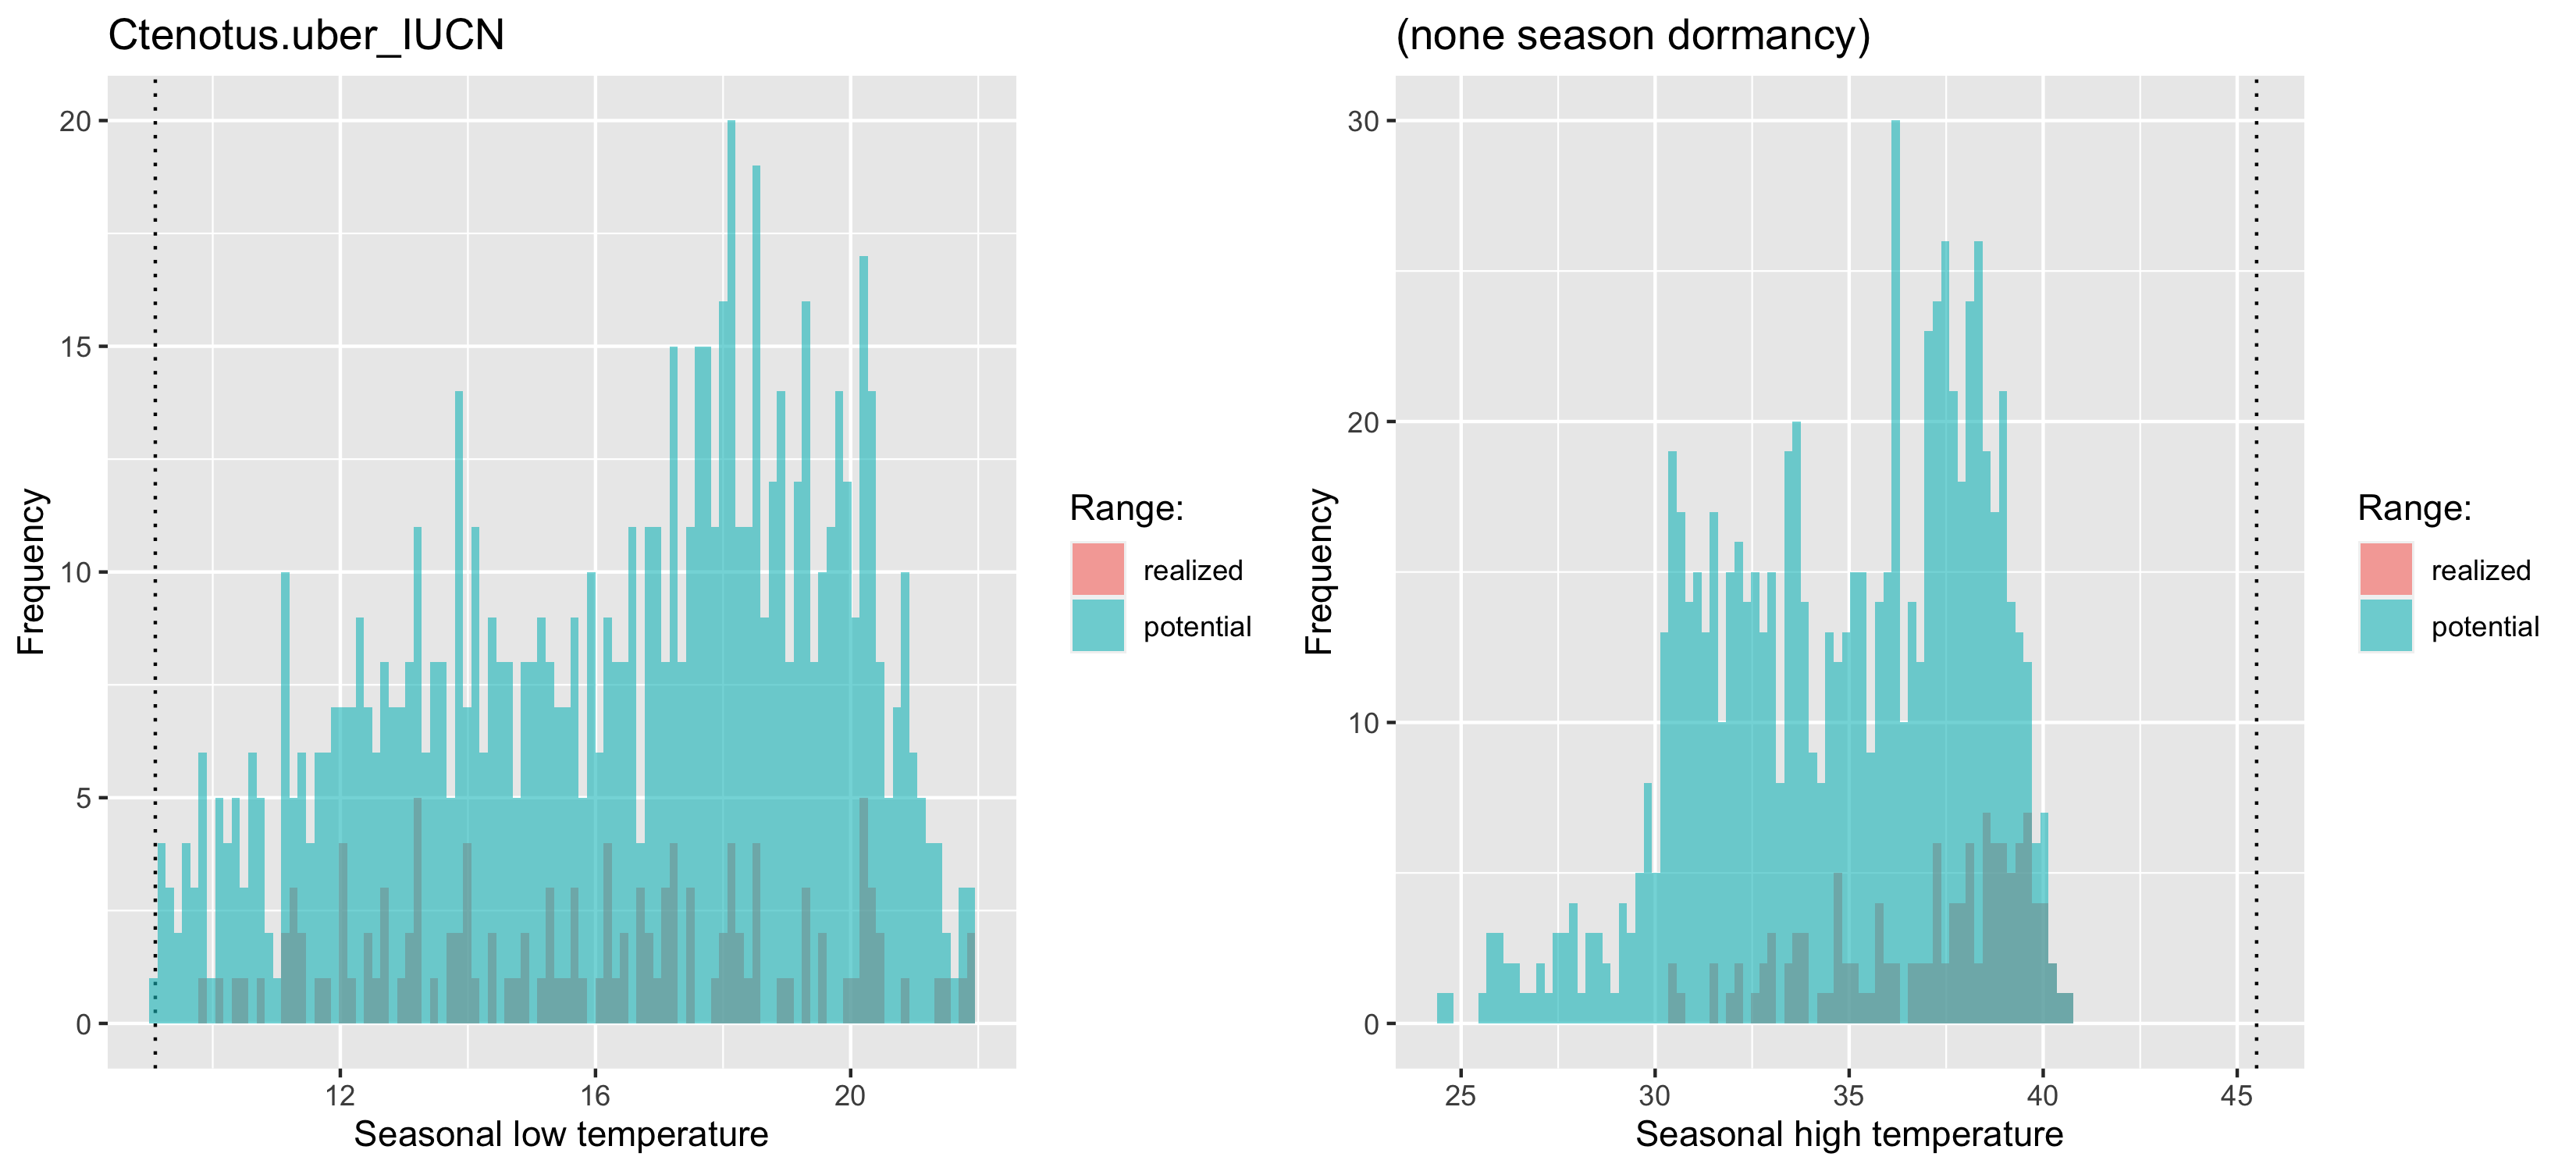 Ctenotus.uber_IUCN
20
15
10
5
0
Frequency
12 16 20
Seasonal low temperature
Range:
realized
potential
(none season dormancy)
30
20
10
0
Frequency
25 30 35 40 45
Seasonal high temperature
Range:
realized
potential